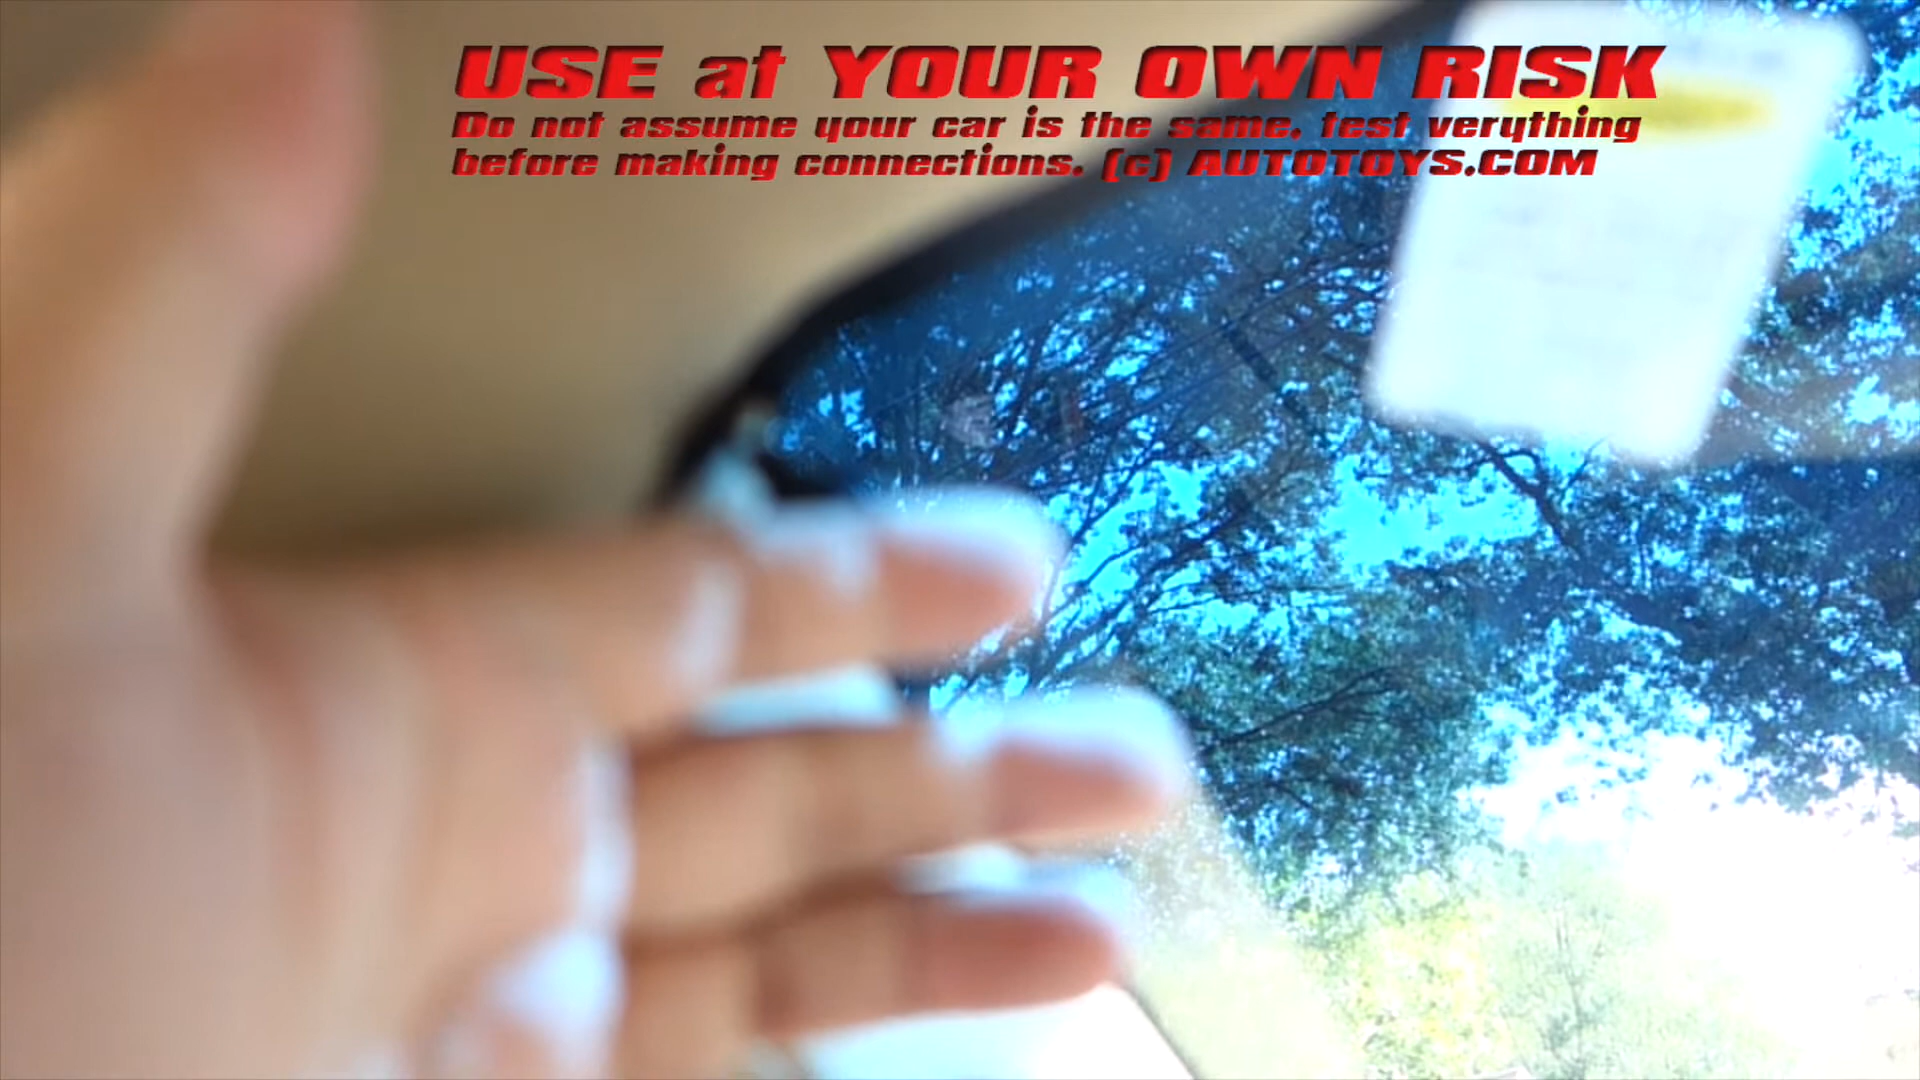 USE at YOUR OWN RISK
Do not assume your car is the same. test verything
before making connections. (c) AUTOTOYS.COM